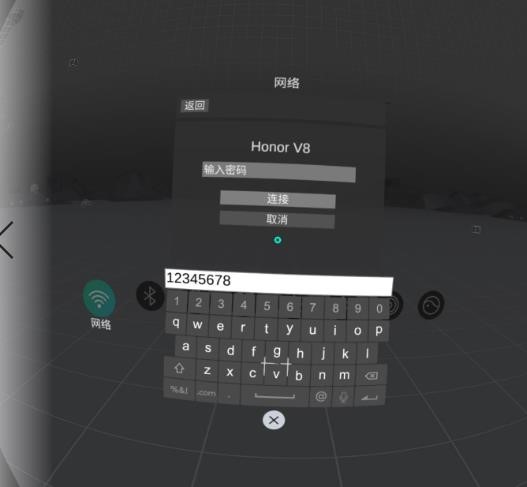 网络
返回
Honor V8
输入密码
连接
取消
12345678
1 2 3 4 5 6 7 8 9 0
q w e r t y u i o p
网络
a s d f g h j k l
z x c v b n m
%&! .com . @